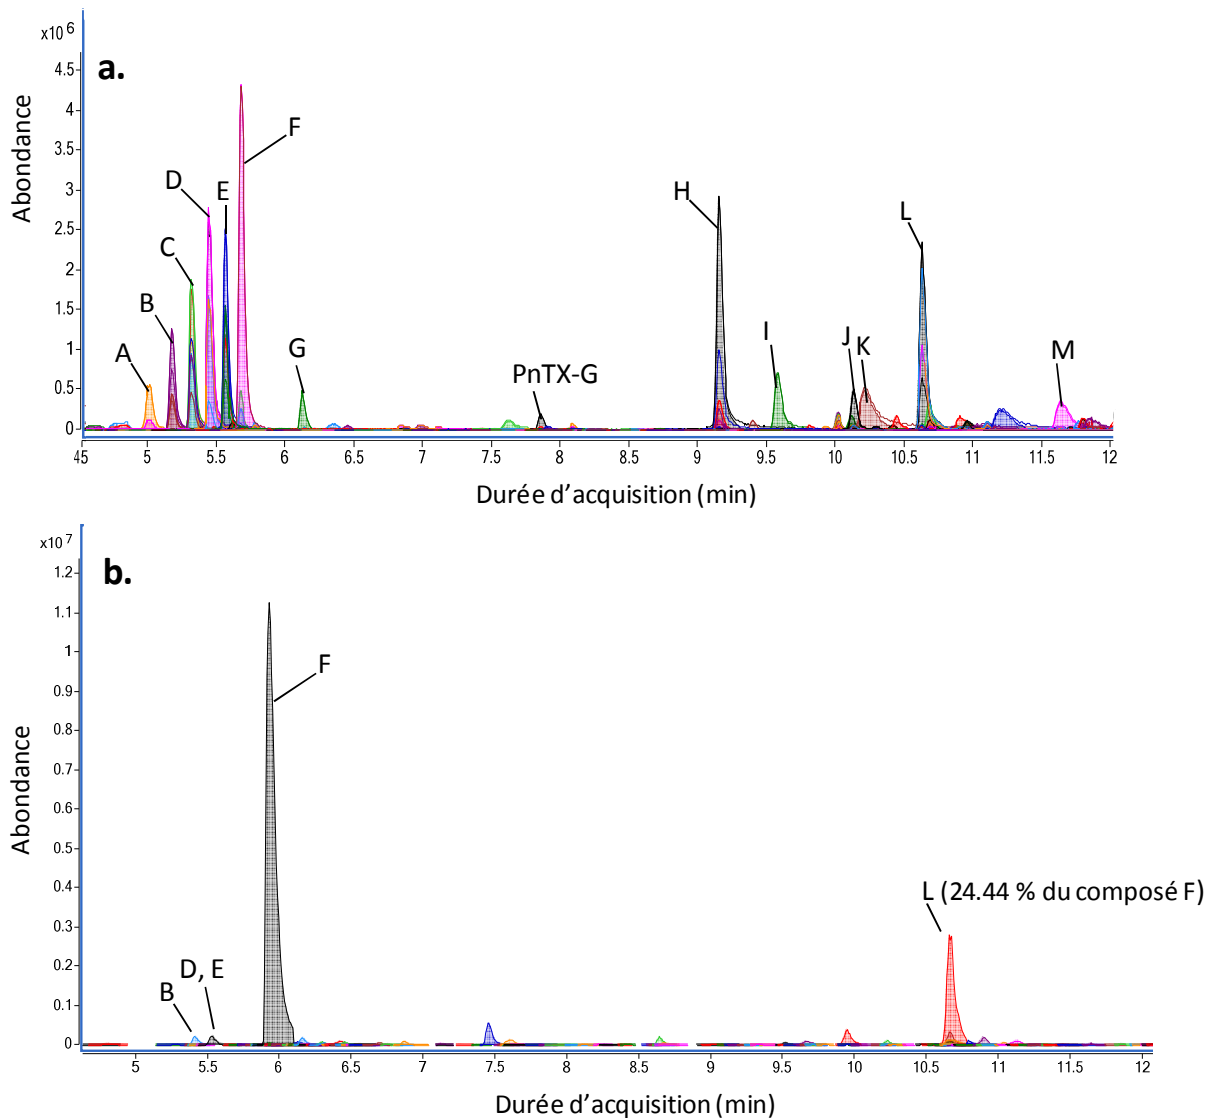 x10 6
a.
4.5
4
3.5
3
2.5
2
1.5
1
0.5
0
Abondance
A
B
C
D
E
F
G
PnTX-G
H
I
J
K
L
M
45 5 5.5 6 6.5 7 7.5 8 8.5 9 9.5 10 10.5 11 11.5 12
Durée d'acquisition (min)
x10 7
b.
1.2
1.1
1
0.9
0.8
0.7
0.6
0.5
0.4
0.3
0.2
0.1
0
Abondance
B
D, E
F
L (24.44 % du composé F)
5 5.5 6 6.5 7 7.5 8 8.5 9 9.5 10 10.5 11 11.5 12
Durée d'acquisition (min)